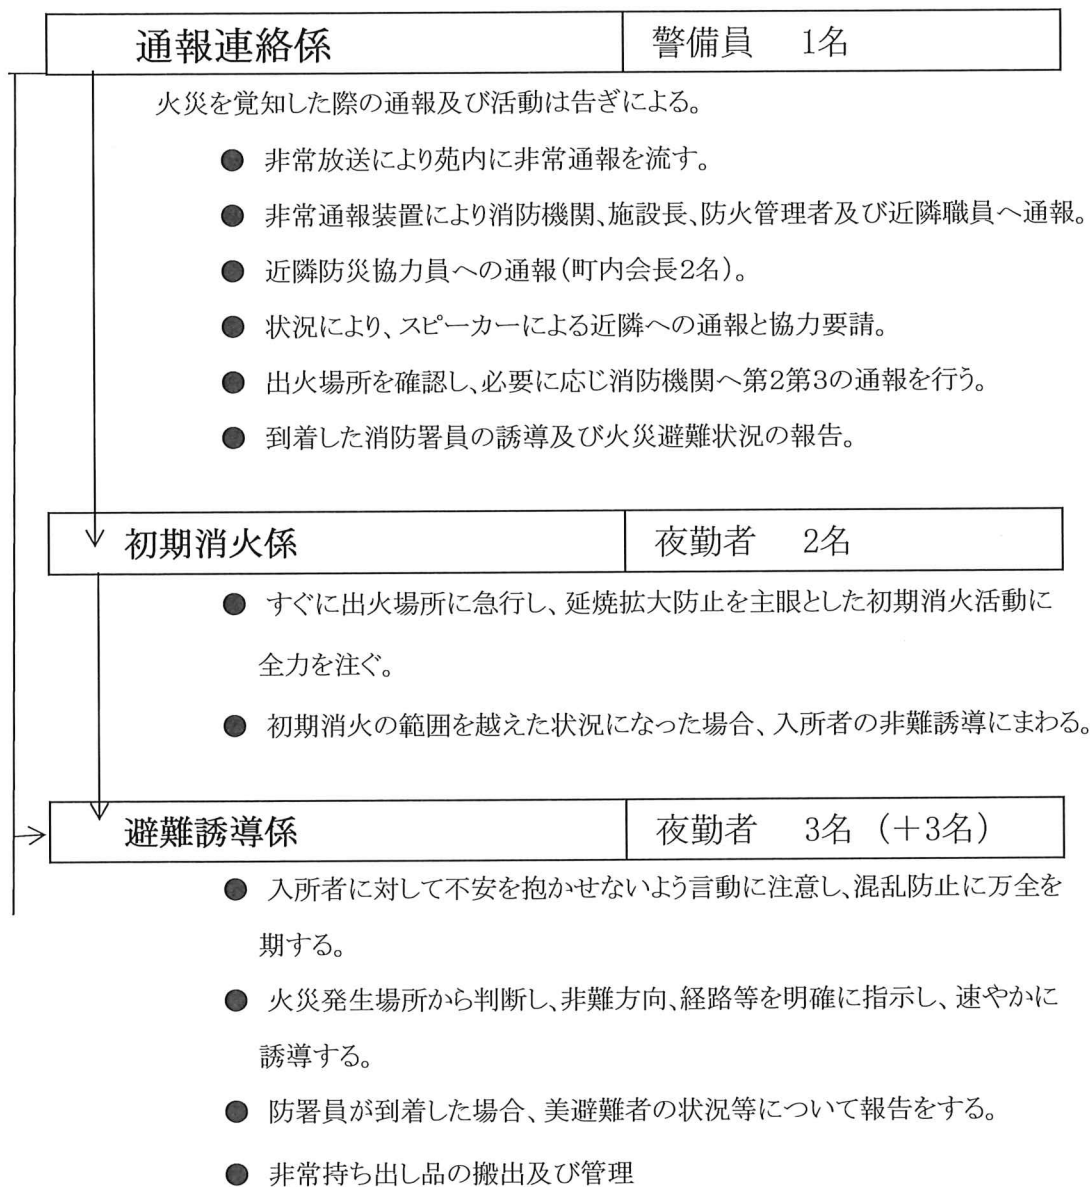 通報連絡係 警備員 1名
火災を覚知した際の通報及び活動は告ぎによる。
● 非常放送により苑内に非常通報を流す。
● 非常通報装置により消防機関、施設長、防火管理者及び近隣職員へ通報。
● 近隣防災協力員への通報(町内会長2名)。
● 状況により、スピーカーによる近隣への通報と協力要請。
● 出火場所を確認し、必要に応じ消防機関へ第2第3の通報を行う。
● 到着した消防署員の誘導及び火災避難状況の報告。
初期消火係 夜勤者 2名
● すぐに出火場所に急行し、延焼拡大防止を主眼とした初期消火活動に
全力を注ぐ。
● 初期消火の範囲を越えた状況になった場合、入所者の非難誘導にまわる。
避難誘導係 夜勤者 3名 (+3名)
● 入所者に対して不安を抱かせないよう言動に注意し、混乱防止に万全を
期する。
● 火災発生場所から判断し、非難方向、経路等を明確に指示し、速やかに
誘導する。
● 防署員が到着した場合、美避難者の状況等について報告をする。
● 非常持ち出し品の搬出及び管理